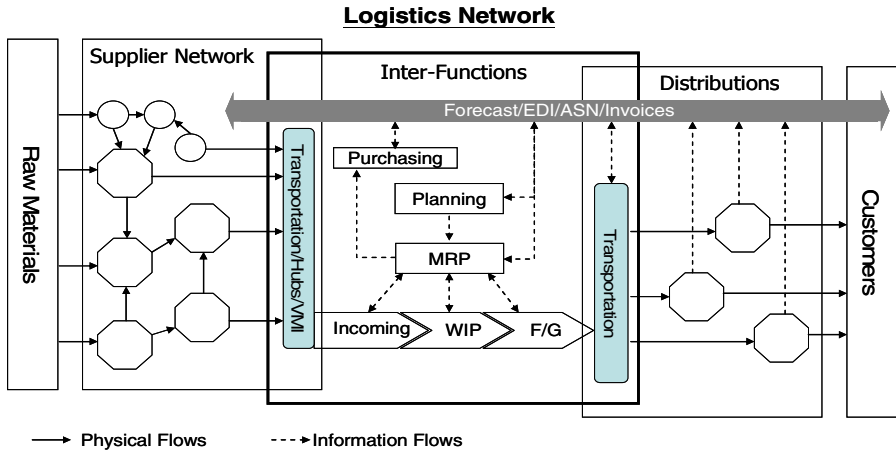 Logistics Network
Supplier Network
Inter-Functions
Distributions
Forecast/EDI/ASN/Invoices
Raw Materials
Transportation/Hubs/VMI
Purchasing
Planning
MRP
Incoming
WIP
F/G
Transportation
Customers
Physical Flows
Information Flows